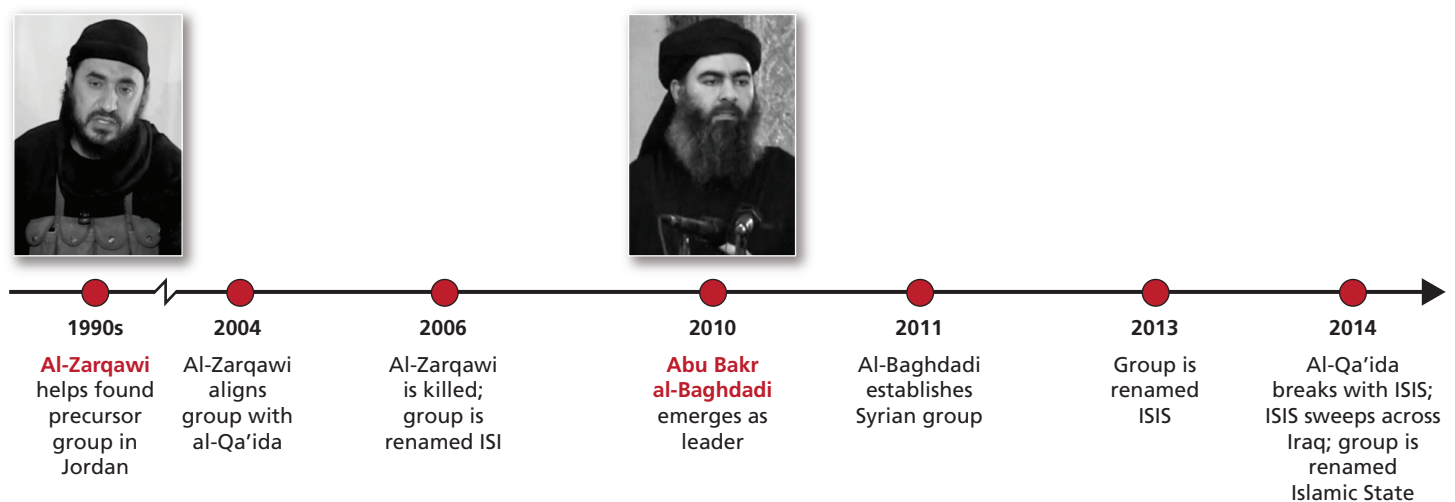 1990s
Al-Zarqawi
helps found
precursor
group in
Jordan
2004
Al-Zarqawi
aligns
group with
al-Qa’ida
2006
Al-Zarqawi
is killed;
group is
renamed ISI
2010
Abu Bakr
al-Baghdadi
emerges as
leader
2011
Al-Baghdadi
establishes
Syrian group
2013
Group is
renamed
ISIS
2014
Al-Qa’ida
breaks with ISIS;
ISIS sweeps across
Iraq; group is
renamed
Islamic State